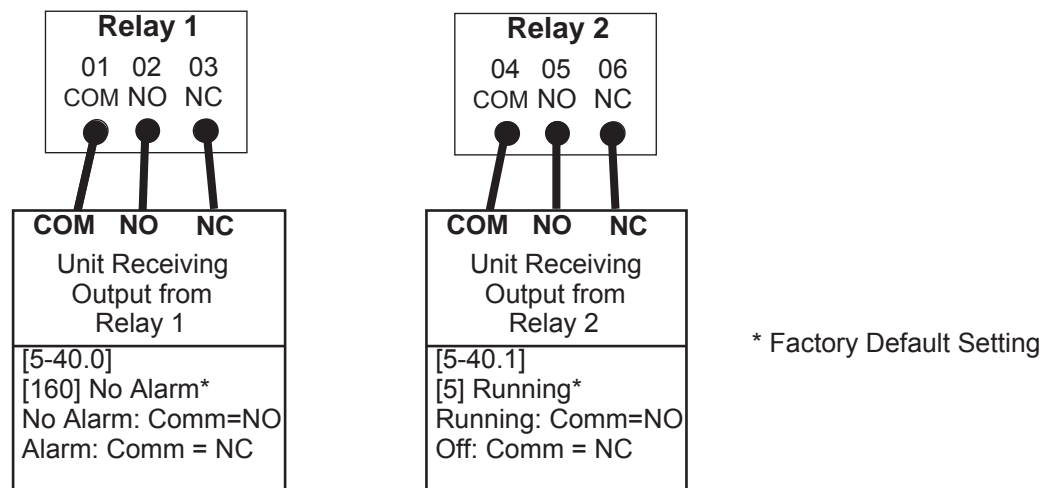 Relay 1
01 02 03
COM NO NC
COM NO NC
Unit Receiving
Output from
Relay 1
[5-40.0]
[160] No Alarm*
No Alarm: Comm=NO
Alarm: Comm = NC
Relay 2
04 05 06
COM NO NC
COM NO NC
Unit Receiving
Output from
Relay 2
[5-40.1]
[5] Running*
Running: Comm=NO
Off: Comm = NC
* Factory Default Setting